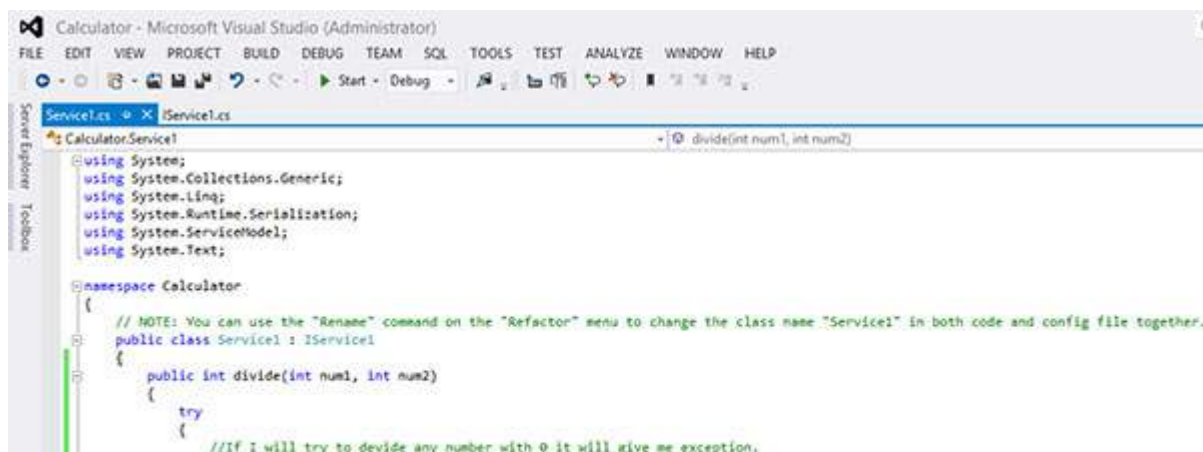 Calculator - Microsoft Visual Studio (Administrator)
FILE EDIT VIEW PROJECT BUILD DEBUG TEAM SQL TOOLS TEST ANALYZE WINDOW HELP
Start Debug
Service1.cs IService1.cs
Server Explorer
Toolbox
Calculator.Service1 divide(int num1, int num2)
using System;
using System.Collections.Generic;
using System.Linq;
using System.Runtime.Serialization;
using System.ServiceModel;
using System.Text;
namespace Calculator
{
// NOTE: You can use the "Rename" command on the "Refactor" menu to change the class name "Service1" in both code and config file together.
public class Service1 : IService1
{
public int divide(int num1, int num2)
{
try
{
//If I will try to devide any number with 0 it will give me exception.